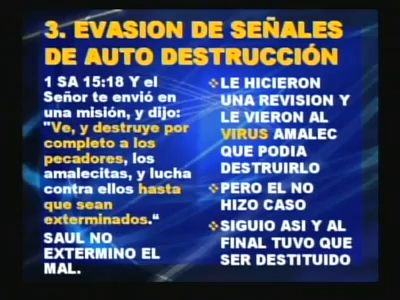 3. EVASION DE SEÑALES
DE AUTO DESTRUCCIÓN
1 SA 15:18 Y el
Señor te envió en
una misión, y dijo:
"Ve, y destruye por
completo a los
pecadores, los
amalecitas, y lucha
contra ellos hasta
que sean
exterminados.“
SAUL NO
EXTERMINO EL
MAL.
LE HICIERON
UNA REVISION Y
LE VIERON AL
VIRUS AMALEC
QUE PODIA
DESTRUIRLO
PERO EL NO
HIZO CASO
SIGUIO ASI Y AL
FINAL TUVO QUE
SER DESTITUIDO